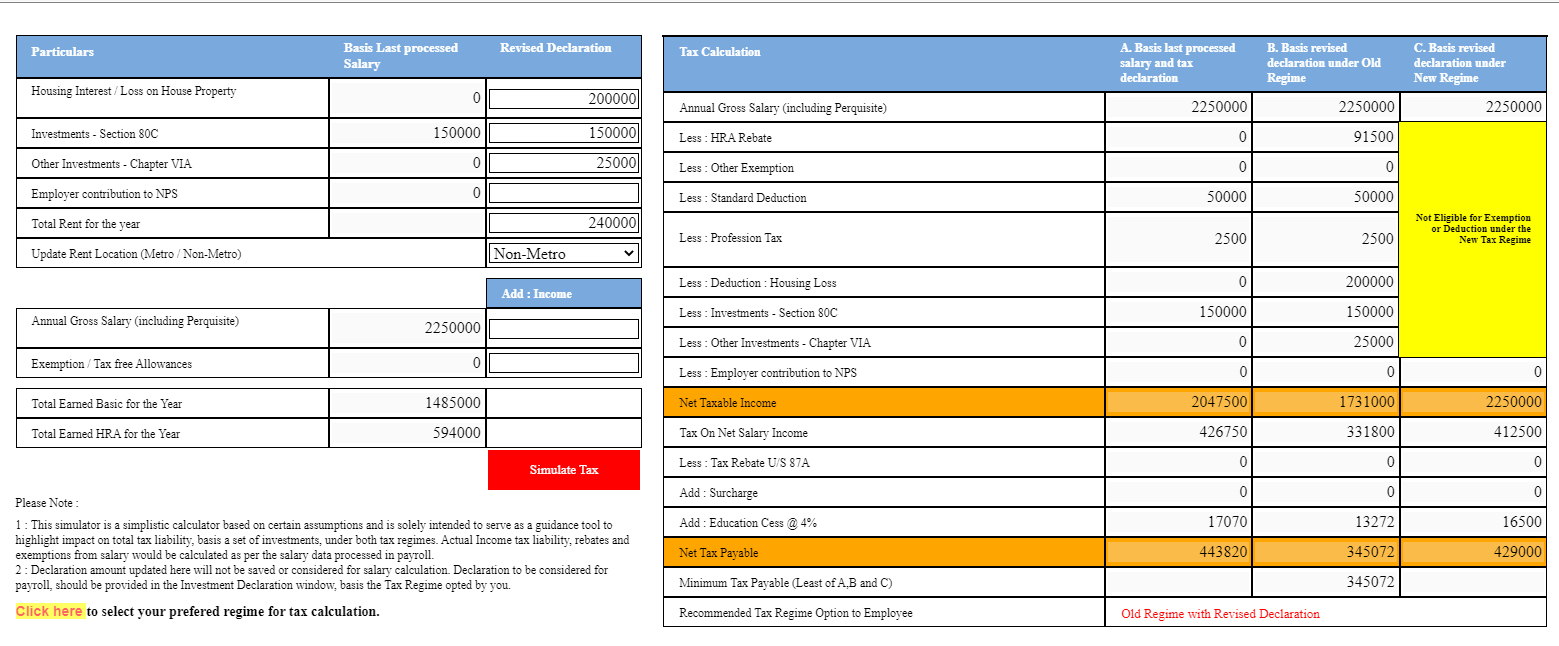 Particulars Basis Last processed Salary Revised Declaration
Housing Interest / Loss on House Property 0 200000
Investments - Section 80C 150000 150000
Other Investments - Chapter VIA 0 25000
Employer contribution to NPS 0
Total Rent for the year 240000
Update Rent Location (Metro / Non-Metro) Non-Metro
Add : Income
Annual Gross Salary (including Perquisite) 2250000
Exemption / Tax free Allowances 0
Total Earned Basic for the Year 1485000
Total Earned HRA for the Year 594000
Simulate Tax
Please Note :
1 : This simulator is a simplistic calculator based on certain assumptions and is solely intended to serve as a guidance tool to
highlight impact on total tax liability, basis a set of investments, under both tax regimes. Actual Income tax liability, rebates and
exemptions from salary would be calculated as per the salary data processed in payroll.
2 : Declaration amount updated here will not be saved or considered for salary calculation. Declaration to be considered for
payroll, should be provided in the Investment Declaration window, basis the Tax Regime opted by you.
Click here to select your prefered regime for tax calculation.
Tax Calculation A. Basis last processed salary and tax declaration B. Basis revised declaration under Old Regime C. Basis revised declaration under New Regime
Annual Gross Salary (including Perquisite) 2250000 2250000 2250000
Less : HRA Rebate 0 91500
Less : Other Exemption 0 0
Less : Standard Deduction 50000 50000
Not Eligible for Exemption
or Deduction under the
New Tax Regime
Less : Profession Tax 2500 2500
Less : Deduction : Housing Loss 0 200000
Less : Investments - Section 80C 150000 150000
Less : Other Investments - Chapter VIA 0 25000
Less : Employer contribution to NPS 0 0 0
Net Taxable Income 2047500 1731000 2250000
Tax On Net Salary Income 426750 331800 412500
Less : Tax Rebate U/S 87A 0 0 0
Add : Surcharge 0 0 0
Add : Education Cess @ 4% 17070 13272 16500
Net Tax Payable 443820 345072 429000
Minimum Tax Payable (Least of A,B and C) 345072
Recommended Tax Regime Option to Employee Old Regime with Revised Declaration